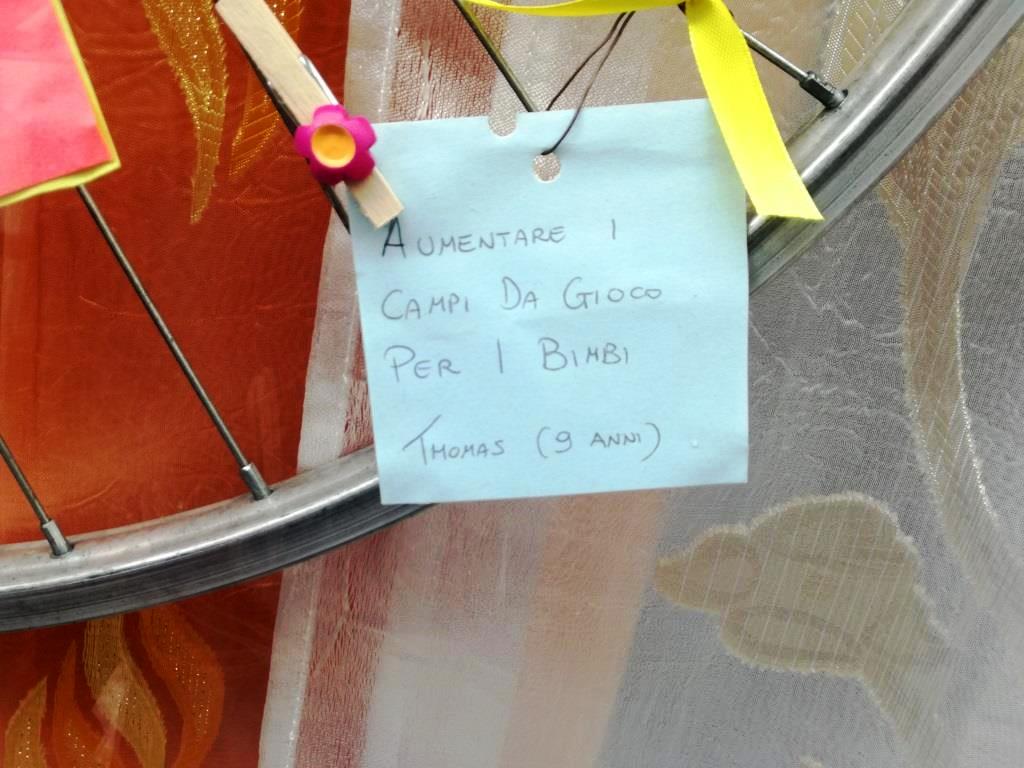 AUMENTARE I
CAMPI DA GIOCO
PER I BIMBI
THOMAS (9 ANNI)